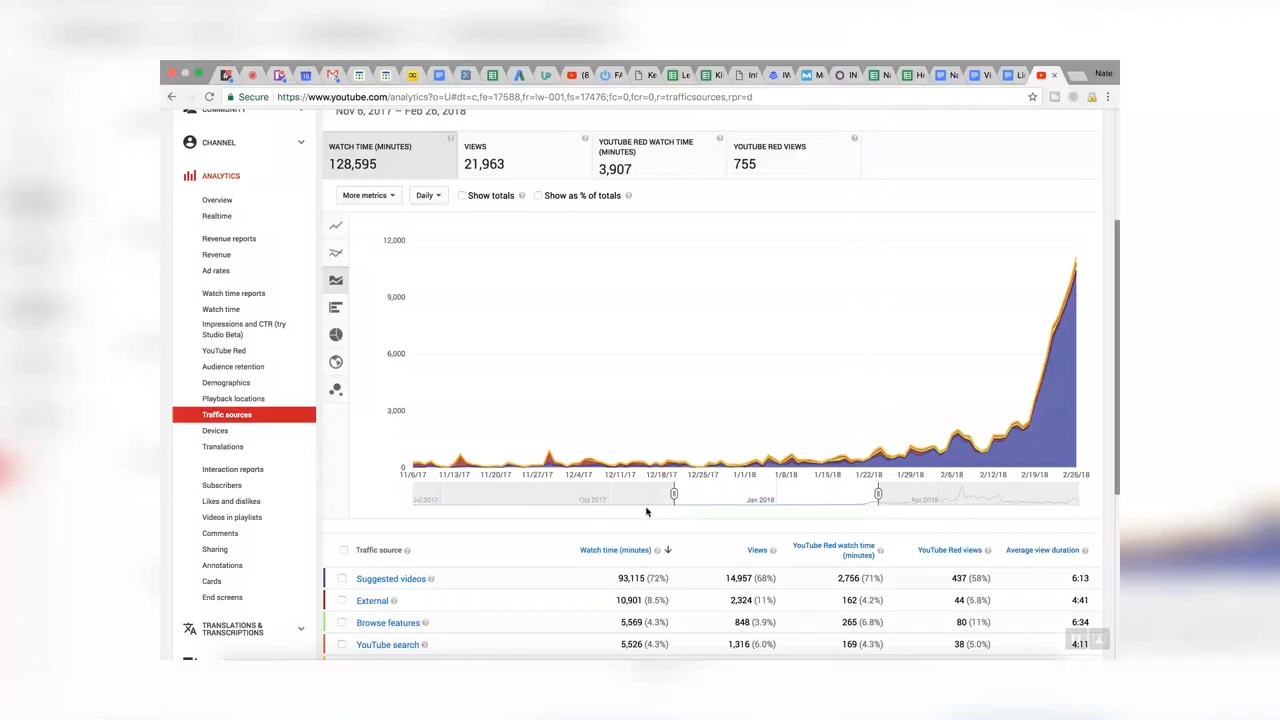 Nate
Secure https://www.youtube.com/analytics?o=U#dt=c,fe=17588,fr=lw-001,fs=17476;fc=0,fcr=0,r=trafficsources,rpr=d
COMMUNITY
Nov 6, 2017 – Feb 26, 2018
CHANNEL
ANALYTICS
Overview
Realtime
Revenue reports
Revenue
Ad rates
Watch time reports
Watch time
Impressions and CTR (try
Studio Beta)
YouTube Red
Audience retention
Demographics
Playback locations
Traffic sources
Devices
Translations
Interaction reports
Subscribers
Likes and dislikes
Videos in playlists
Comments
Sharing
Annotations
Cards
End screens
TRANSLATIONS &
TRANSCRIPTIONS
WATCH TIME (MINUTES)
128,595
VIEWS
21,963
YOUTUBE RED WATCH TIME
(MINUTES)
3,907
YOUTUBE RED VIEWS
755
More metrics Daily Show totals Show as % of totals
12,000
9,000
6,000
3,000
0
11/6/17 11/13/17 11/20/17 11/27/17 12/4/17 12/11/17 12/18/17 12/25/17 1/1/18 1/8/18 1/15/18 1/22/18 1/29/18 2/5/18 2/12/18 2/19/18 2/26/18
Jul 2017 Oct 2017 Jan 2018 Apr 2018
Traffic source Watch time (minutes) Views YouTube Red watch time (minutes) YouTube Red views Average view duration
Suggested videos 93,115 (72%) 14,957 (68%) 2,756 (71%) 437 (58%) 6:13
External 10,901 (8.5%) 2,324 (11%) 162 (4.2%) 44 (5.8%) 4:41
Browse features 5,569 (4.3%) 848 (3.9%) 265 (6.8%) 80 (11%) 6:34
YouTube search 5,526 (4.3%) 1,316 (6.0%) 169 (4.3%) 38 (5.0%) 4:11